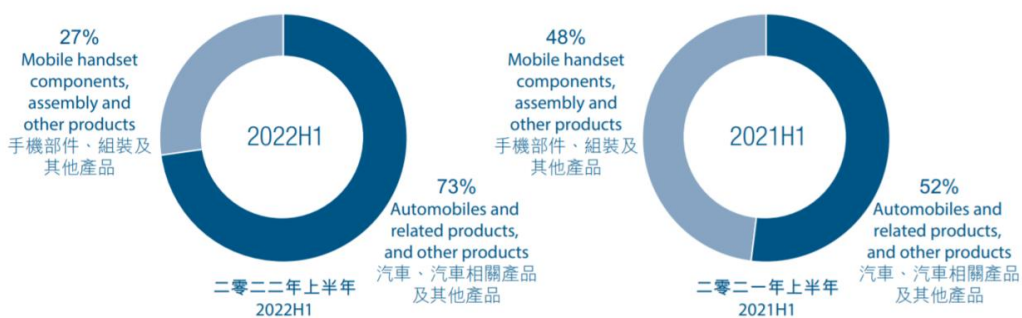 27%
Mobile handset
components,
assembly and
other products
手機部件、組裝及
其他產品
2022H1
73%
Automobiles and
related products,
and other products
汽車、汽車相關產品
及其他產品
二零二二年上半年
2022H1
48%
Mobile handset
components,
assembly and
other products
手機部件、組裝及
其他產品
2021H1
52%
Automobiles and
related products,
and other products
汽車、汽車相關產品
及其他產品
二零二一年上半年
2021H1